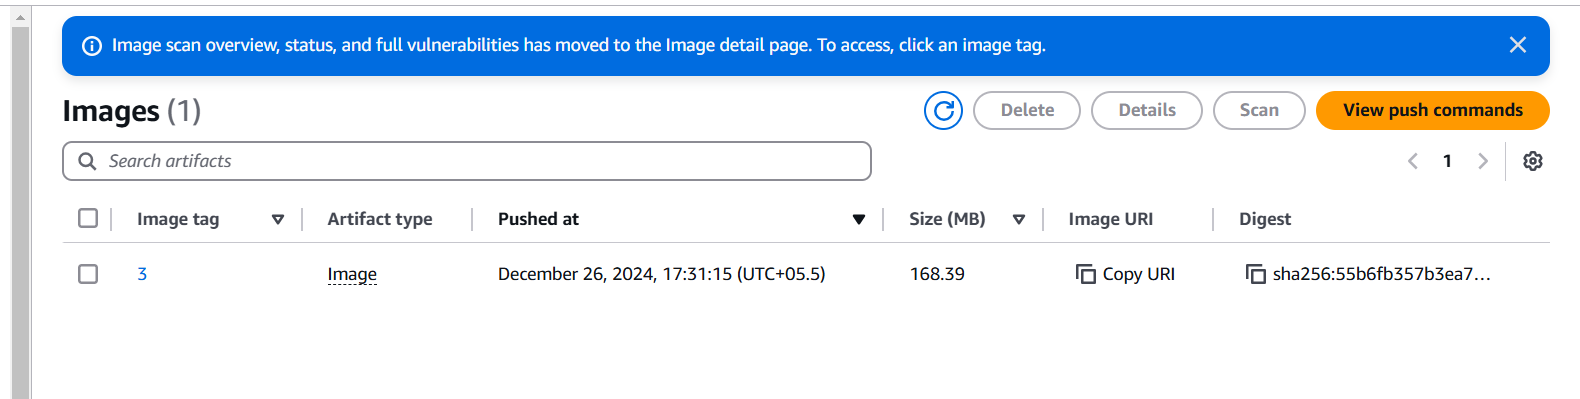 Image scan overview, status, and full vulnerabilities has moved to the Image detail page. To access, click an image tag.
Images (1)
Delete
Details
Scan
View push commands
Search artifacts
1
Image tag
Artifact type
Pushed at
Size (MB)
Image URI
Digest
3
Image
December 26, 2024, 17:31:15 (UTC+05.5)
168.39
Copy URI
sha256:55b6fb357b3ea7...